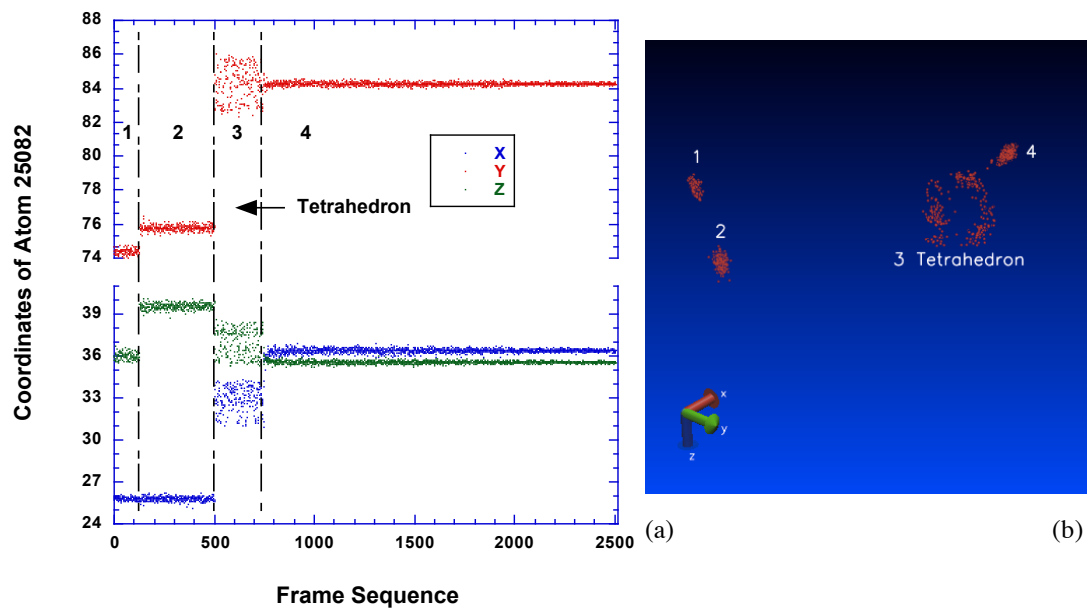 Coordinates of Atom 25082
88
86
84
82
80
78
76
74
39
36
33
30
27
24
1
2
3
4
X
Y
Z
Tetrahedron
0
500
1000
1500
2000
2500
Frame Sequence
(a)
1
2
4
3 Tetrahedron
x
y
z
(b)